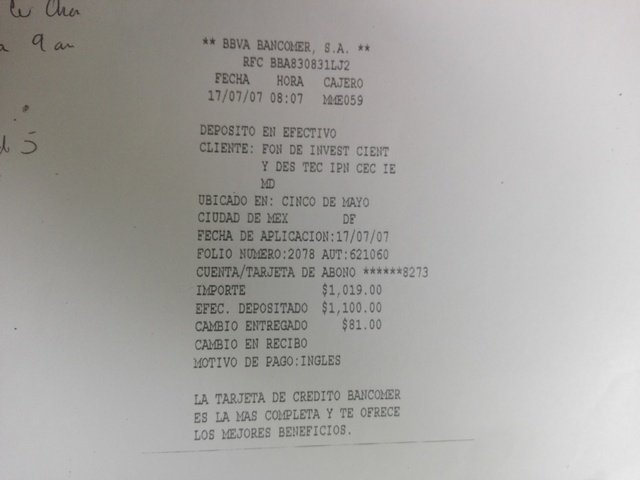 ** BBVA BANCOMER, S.A. **
RFC BBA830831LJ2
FECHA HORA CAJERO
17/07/07 08:07 MME059
DEPOSITO EN EFECTIVO
CLIENTE: FON DE INVEST CIENT
Y DES TEC IPN CEC IE
MD
UBICADO EN: CINCO DE MAYO
CIUDAD DE MEX DF
FECHA DE APLICACION:17/07/07
FOLIO NUMERO:2078 AUT:621060
CUENTA/TARJETA DE ABONO ******8273
IMPORTE $1,019.00
EFEC. DEPOSITADO $1,100.00
CAMBIO ENTREGADO $81.00
CAMBIO EN RECIBO
MOTIVO DE PAGO:INGLES
LA TARJETA DE CREDITO BANCOMER
ES LA MAS COMPLETA Y TE OFRECE
LOS MEJORES BENEFICIOS.
9 am
5